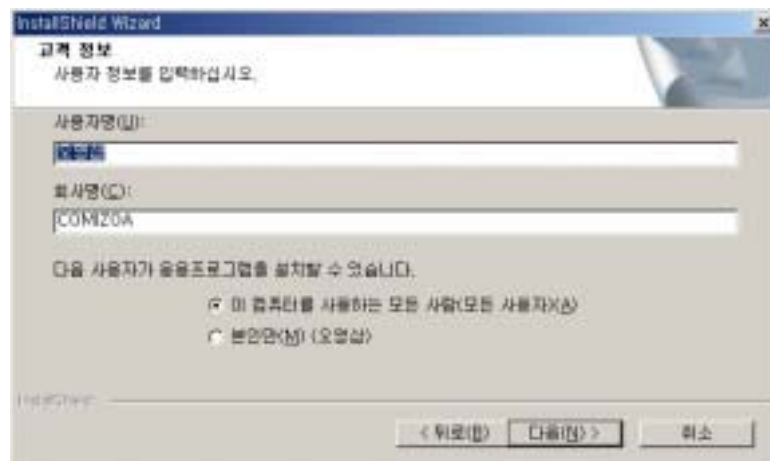 InstallShield Wizard
고객 정보
사용자 정보를 입력하십시오.
사용자명(U):
회사명(C):
COMIZOA
다음 사용자가 응용프로그램을 설치할 수 있습니다.
이 컴퓨터를 사용하는 모든 사람(모든 사용자)(A)
본인만(M) (오영삼)
InstallShield
< 뒤로(B) 다음(N) > 취소